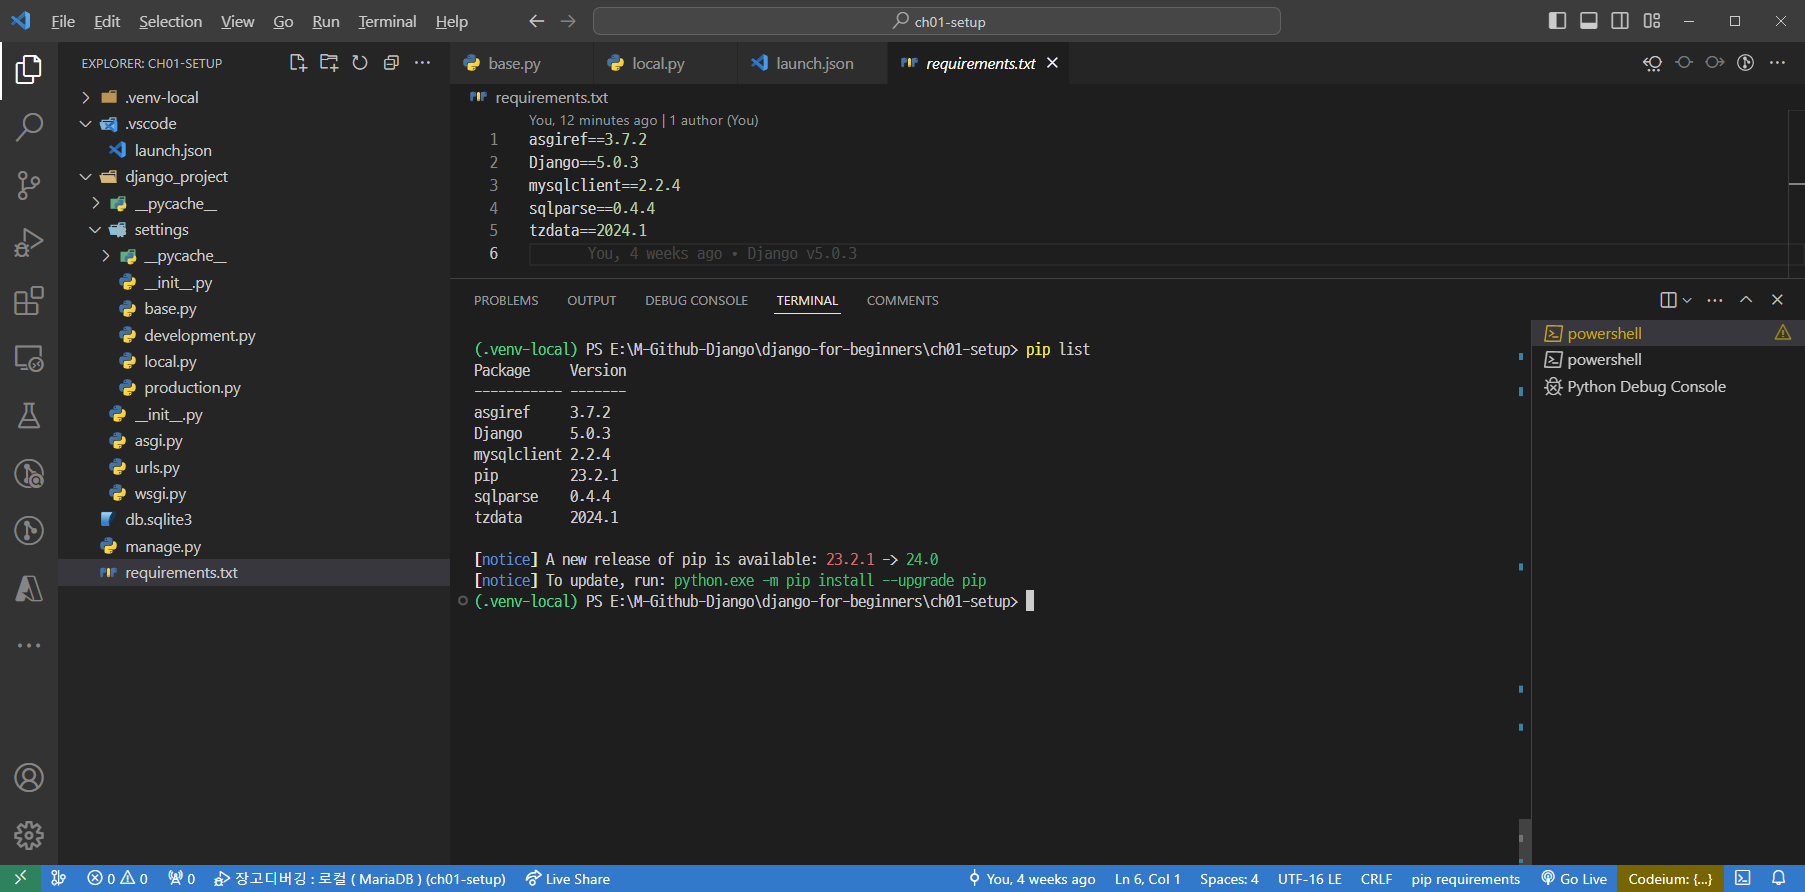 File Edit Selection View Go Run Terminal Help
ch01-setup
EXPLORER: CH01-SETUP
.venv-local
.vscode
launch.json
django_project
__pycache__
settings
__pycache__
__init__.py
base.py
development.py
local.py
production.py
__init__.py
asgi.py
urls.py
wsgi.py
db.sqlite3
manage.py
requirements.txt
base.py local.py launch.json requirements.txt
requirements.txt
You, 12 minutes ago | 1 author (You)
1 asgiref==3.7.2
2 Django==5.0.3
3 mysqlclient==2.2.4
4 sqlparse==0.4.4
5 tzdata==2024.1
6 You, 4 weeks ago • Django v5.0.3
PROBLEMS OUTPUT DEBUG CONSOLE TERMINAL COMMENTS
(.venv-local) PS E:\M-Github-Django\django-for-beginners\ch01-setup> pip list
Package Version
----------- -------
asgiref 3.7.2
Django 5.0.3
mysqlclient 2.2.4
pip 23.2.1
sqlparse 0.4.4
tzdata 2024.1
[notice] A new release of pip is available: 23.2.1 -> 24.0
[notice] To update, run: python.exe -m pip install --upgrade pip
(.venv-local) PS E:\M-Github-Django\django-for-beginners\ch01-setup>
powershell
powershell
Python Debug Console
0 0 0 장고디버깅 : 로컬 ( MariaDB ) (ch01-setup) Live Share You, 4 weeks ago Ln 6, Col 1 Spaces: 4 UTF-16 LE CRLF pip requirements Go Live Codeium: {...}